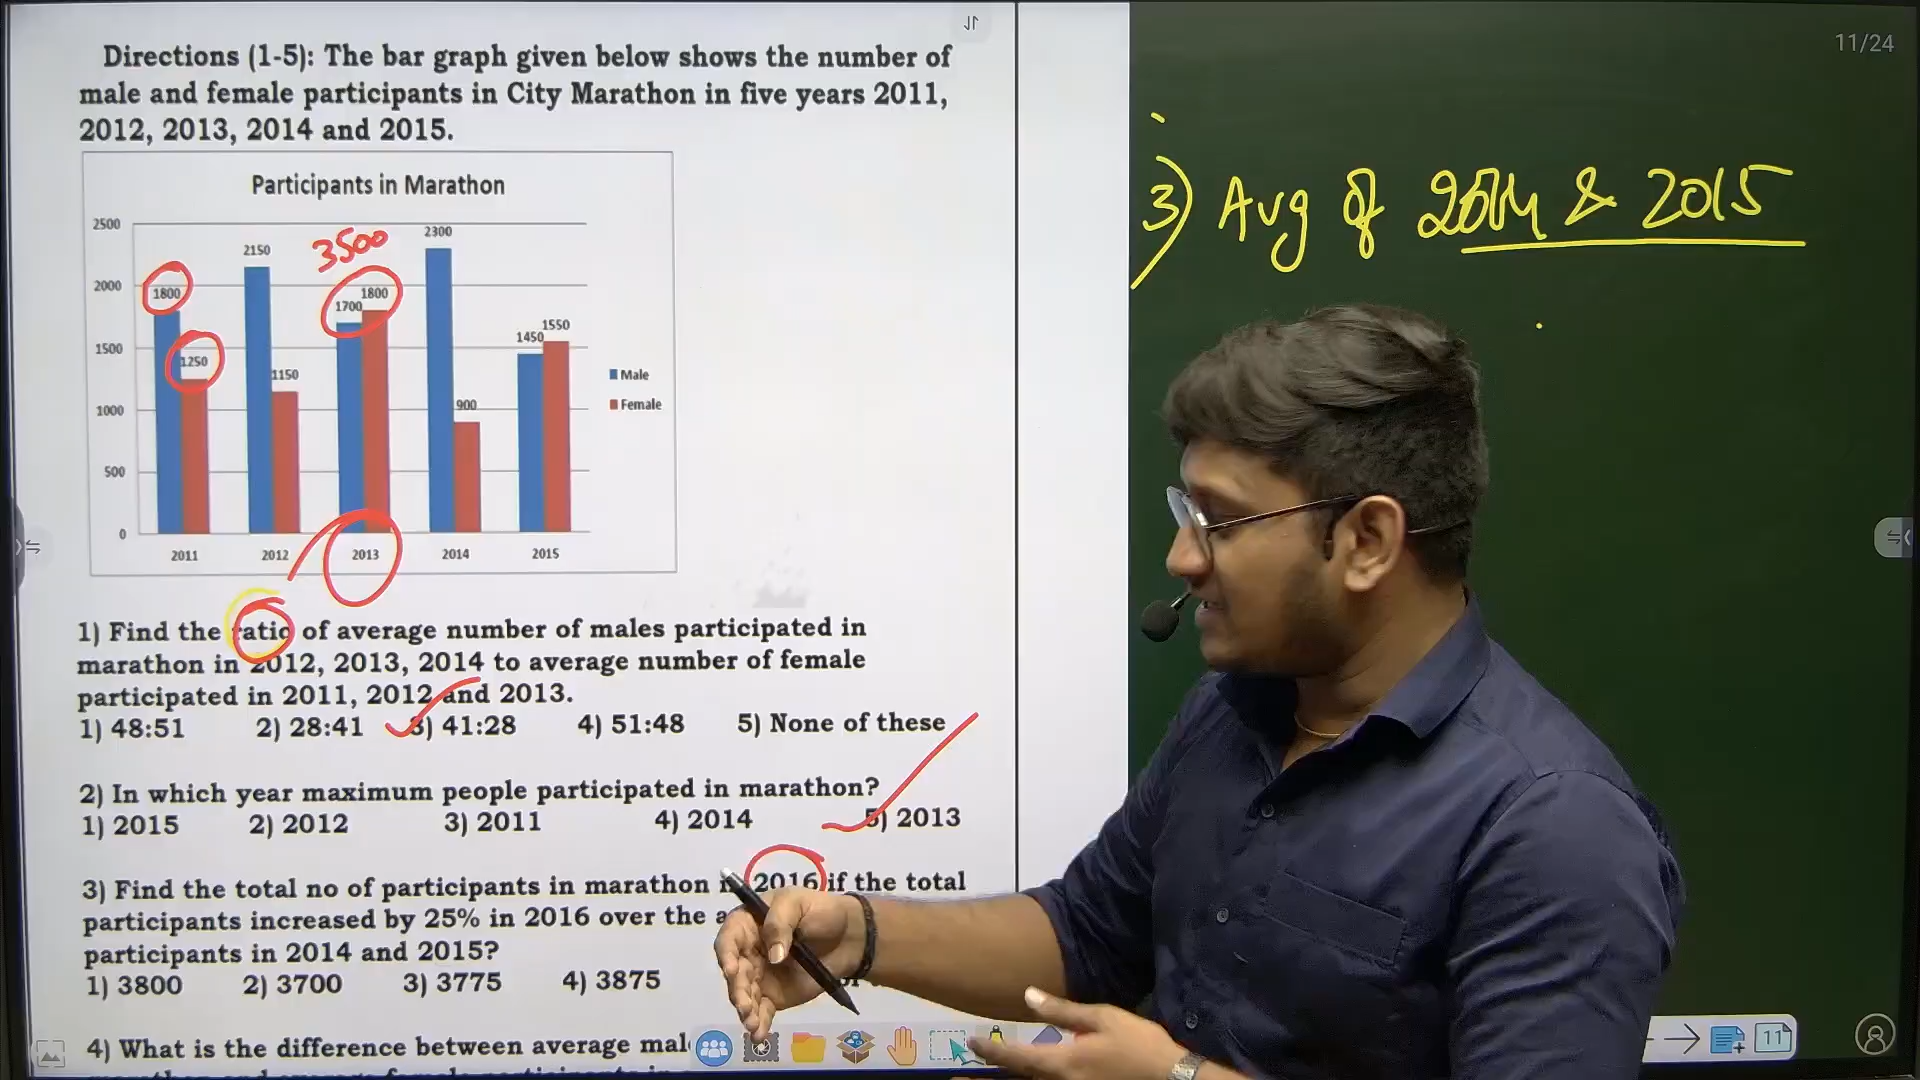 11/24
Directions (1-5): The bar graph given below shows the number of
male and female participants in City Marathon in five years 2011,
2012, 2013, 2014 and 2015.
Participants in Marathon
2500
2000
1500
1000
500
0
1800
1250
2150
1150
3500
1700
1800
2300
900
1450
1550
2011
2012
2013
2014
2015
Male
Female
3) Avg of 2014 & 2015
1) Find the ratio of average number of males participated in
marathon in 2012, 2013, 2014 to average number of female
participated in 2011, 2012 and 2013.
1) 48:51 2) 28:41 3) 41:28 4) 51:48 5) None of these
2) In which year maximum people participated in marathon?
1) 2015 2) 2012 3) 2011 4) 2014 5) 2013
3) Find the total no of participants in marathon in 2016 if the total
participants increased by 25% in 2016 over the
participants in 2014 and 2015?
1) 3800 2) 3700 3) 3775 4) 3875
4) What is the difference between average
11